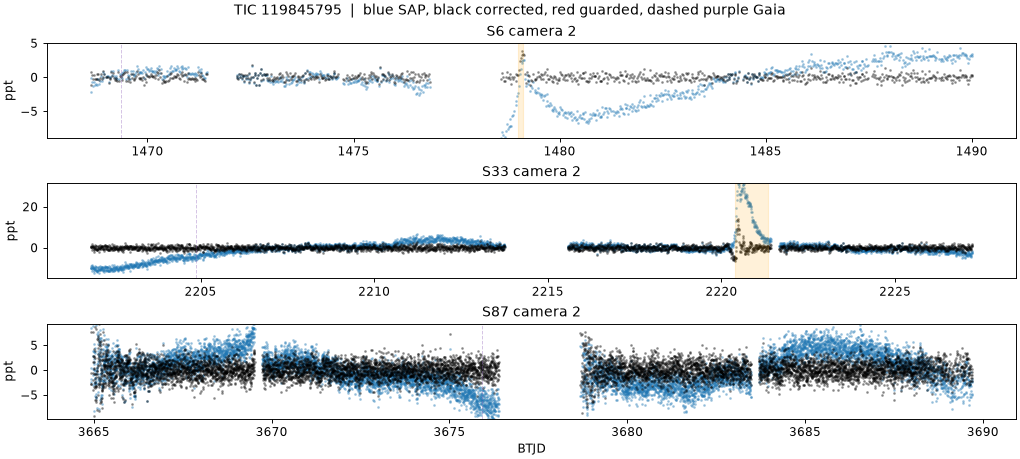 TIC 119845795 | blue SAP, black corrected, red guarded, dashed purple Gaia
S6 camera 2
ppt
5
0
−5
1470 1475 1480 1485 1490
S33 camera 2
ppt
20
0
2205 2210 2215 2220 2225
S87 camera 2
ppt
5
0
−5
3665 3670 3675 3680 3685 3690
BTJD